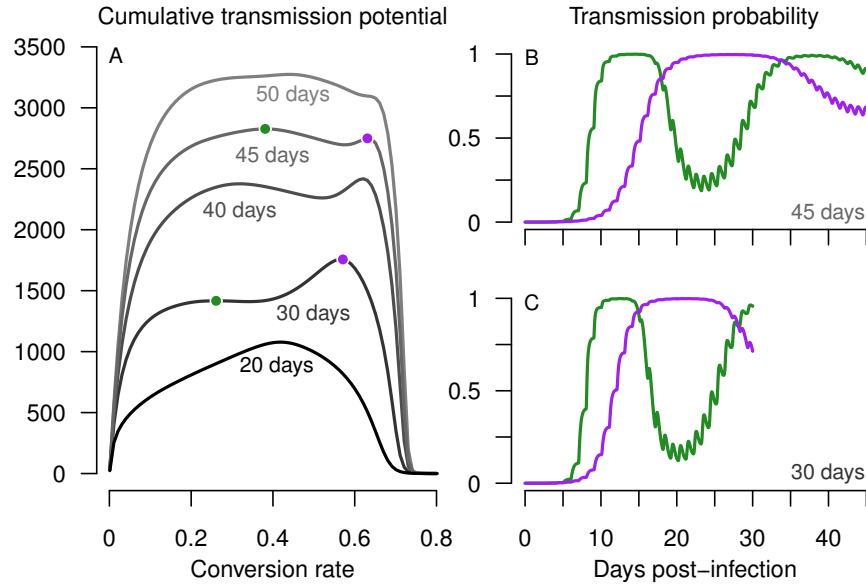 Cumulative transmission potential
A
3500
3000
2500
2000
1500
1000
500
0
50 days
45 days
40 days
30 days
20 days
0 0.2 0.4 0.6 0.8
Conversion rate
Transmission probability
B
1
0.5
0
45 days
C
1
0.5
0
30 days
0 10 20 30 40
Days post−infection